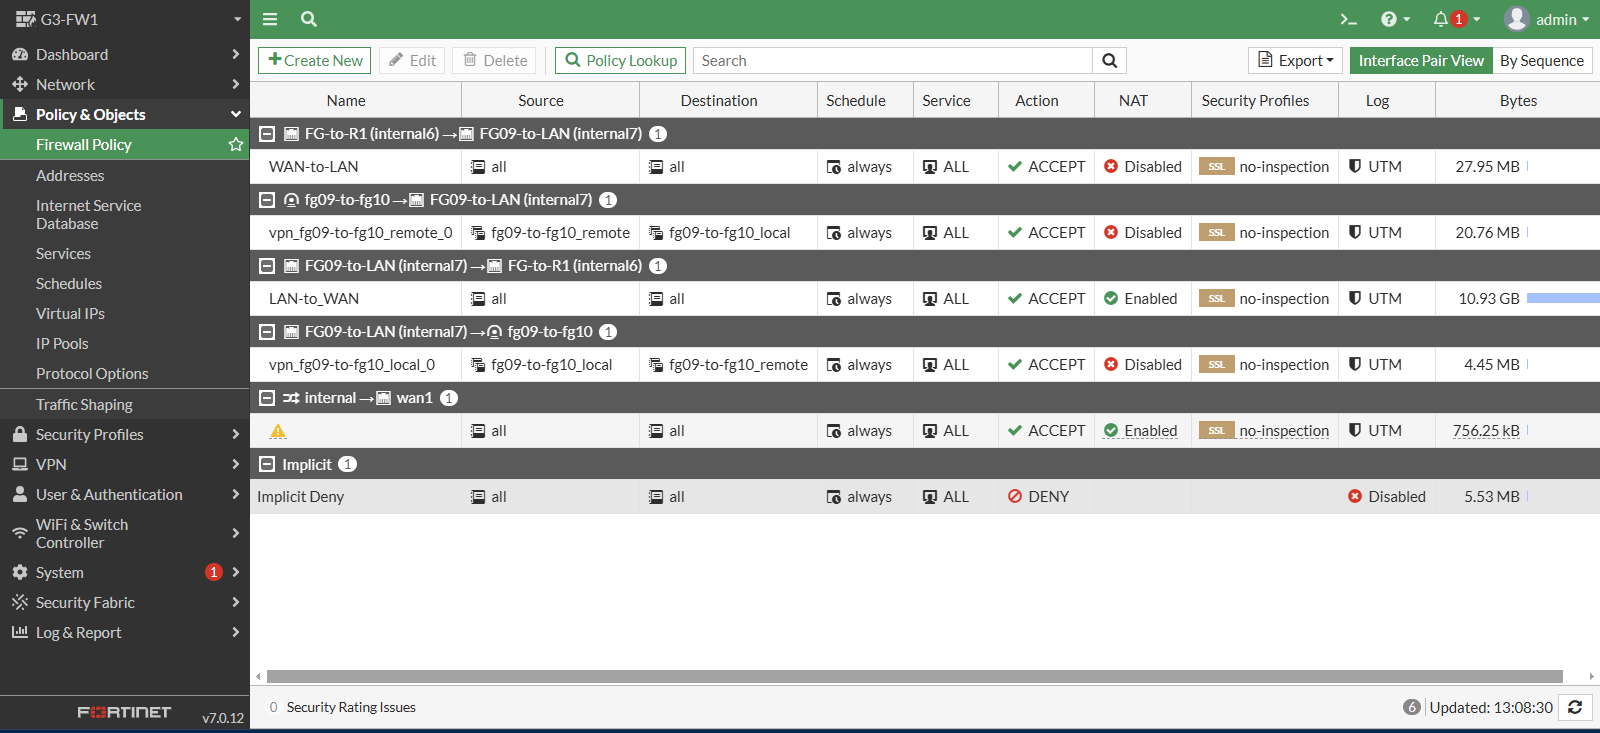 G3-FW1
admin
1
Dashboard
Network
Policy & Objects
Firewall Policy
Addresses
Internet Service
Database
Services
Schedules
Virtual IPs
IP Pools
Protocol Options
Traffic Shaping
Security Profiles
VPN
User & Authentication
WiFi & Switch
Controller
System 1
Security Fabric
Log & Report
FORTINET v7.0.12
Create New Edit Delete Policy Lookup Search Export Interface Pair View By Sequence
Name Source Destination Schedule Service Action NAT Security Profiles Log Bytes
FG-to-R1 (internal6) → FG09-to-LAN (internal7) 1
WAN-to-LAN all all always ALL ACCEPT Disabled SSL no-inspection UTM 27.95 MB
fg09-to-fg10 → FG09-to-LAN (internal7) 1
vpn_fg09-to-fg10_remote_0 fg09-to-fg10_remote fg09-to-fg10_local always ALL ACCEPT Disabled SSL no-inspection UTM 20.76 MB
FG09-to-LAN (internal7) → FG-to-R1 (internal6) 1
LAN-to_WAN all all always ALL ACCEPT Enabled SSL no-inspection UTM 10.93 GB
FG09-to-LAN (internal7) → fg09-to-fg10 1
vpn_fg09-to-fg10_local_0 fg09-to-fg10_local fg09-to-fg10_remote always ALL ACCEPT Disabled SSL no-inspection UTM 4.45 MB
internal → wan1 1
all all always ALL ACCEPT Enabled SSL no-inspection UTM 756.25 kB
Implicit 1
Implicit Deny all all always ALL DENY Disabled 5.53 MB
0 Security Rating Issues 6 Updated: 13:08:30